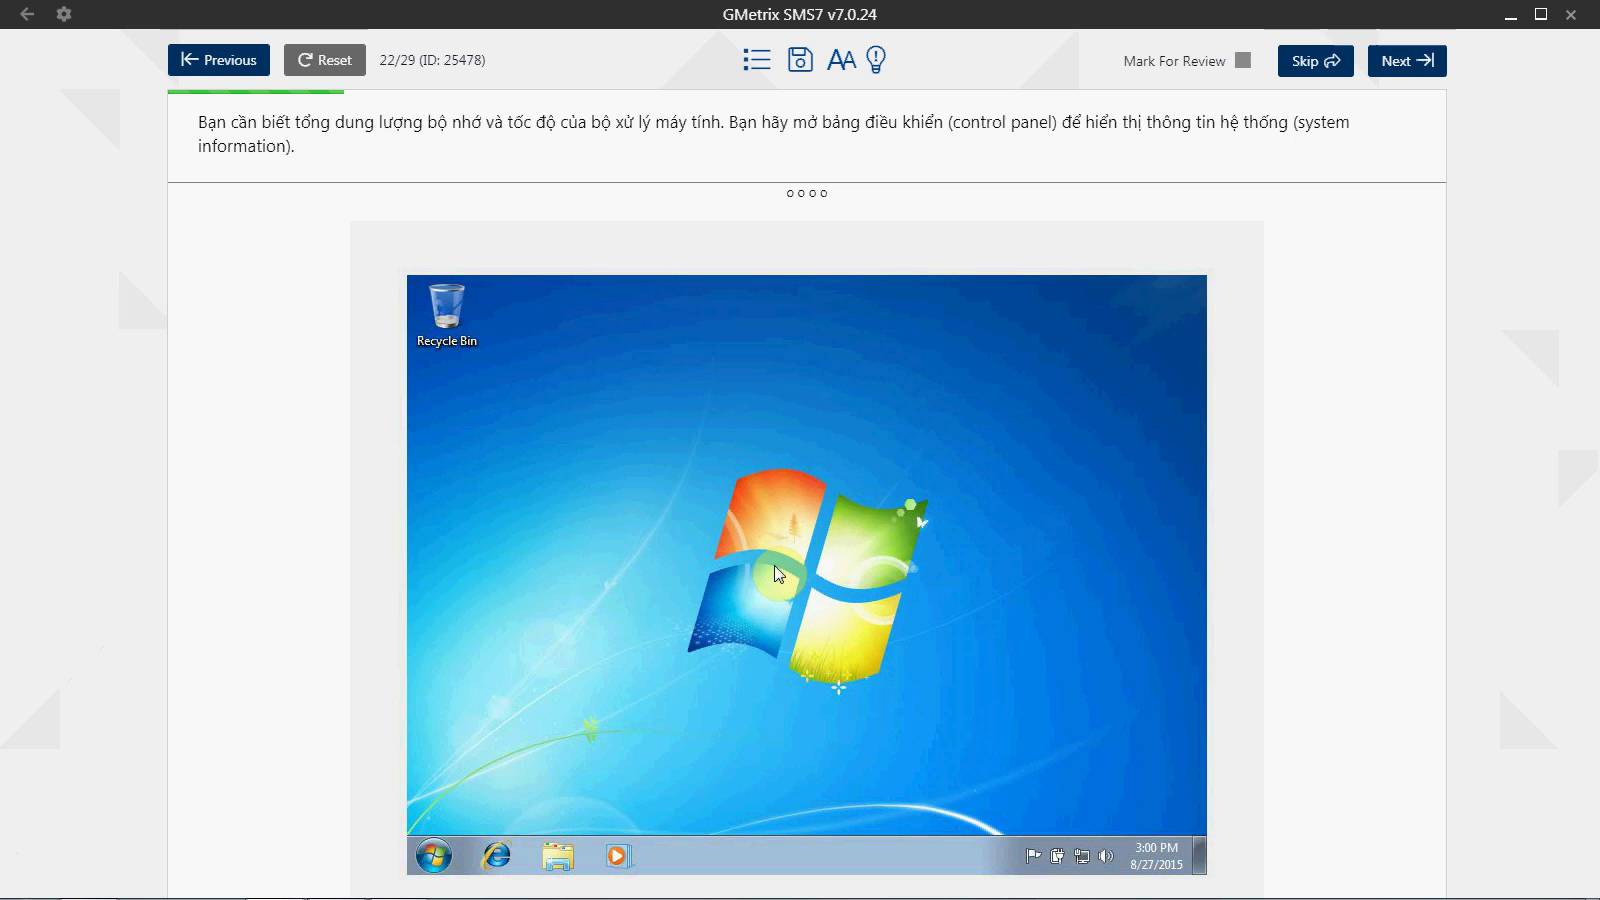 GMetrix SMS7 v7.0.24
Previous Reset 22/29 (ID: 25478) AA Mark For Review Skip Next
Bạn cần biết tổng dung lượng bộ nhớ và tốc độ của bộ xử lý máy tính. Bạn hãy mở bảng điều khiển (control panel) để hiển thị thông tin hệ thống (system
information).
Recycle Bin
3:00 PM
8/27/2015